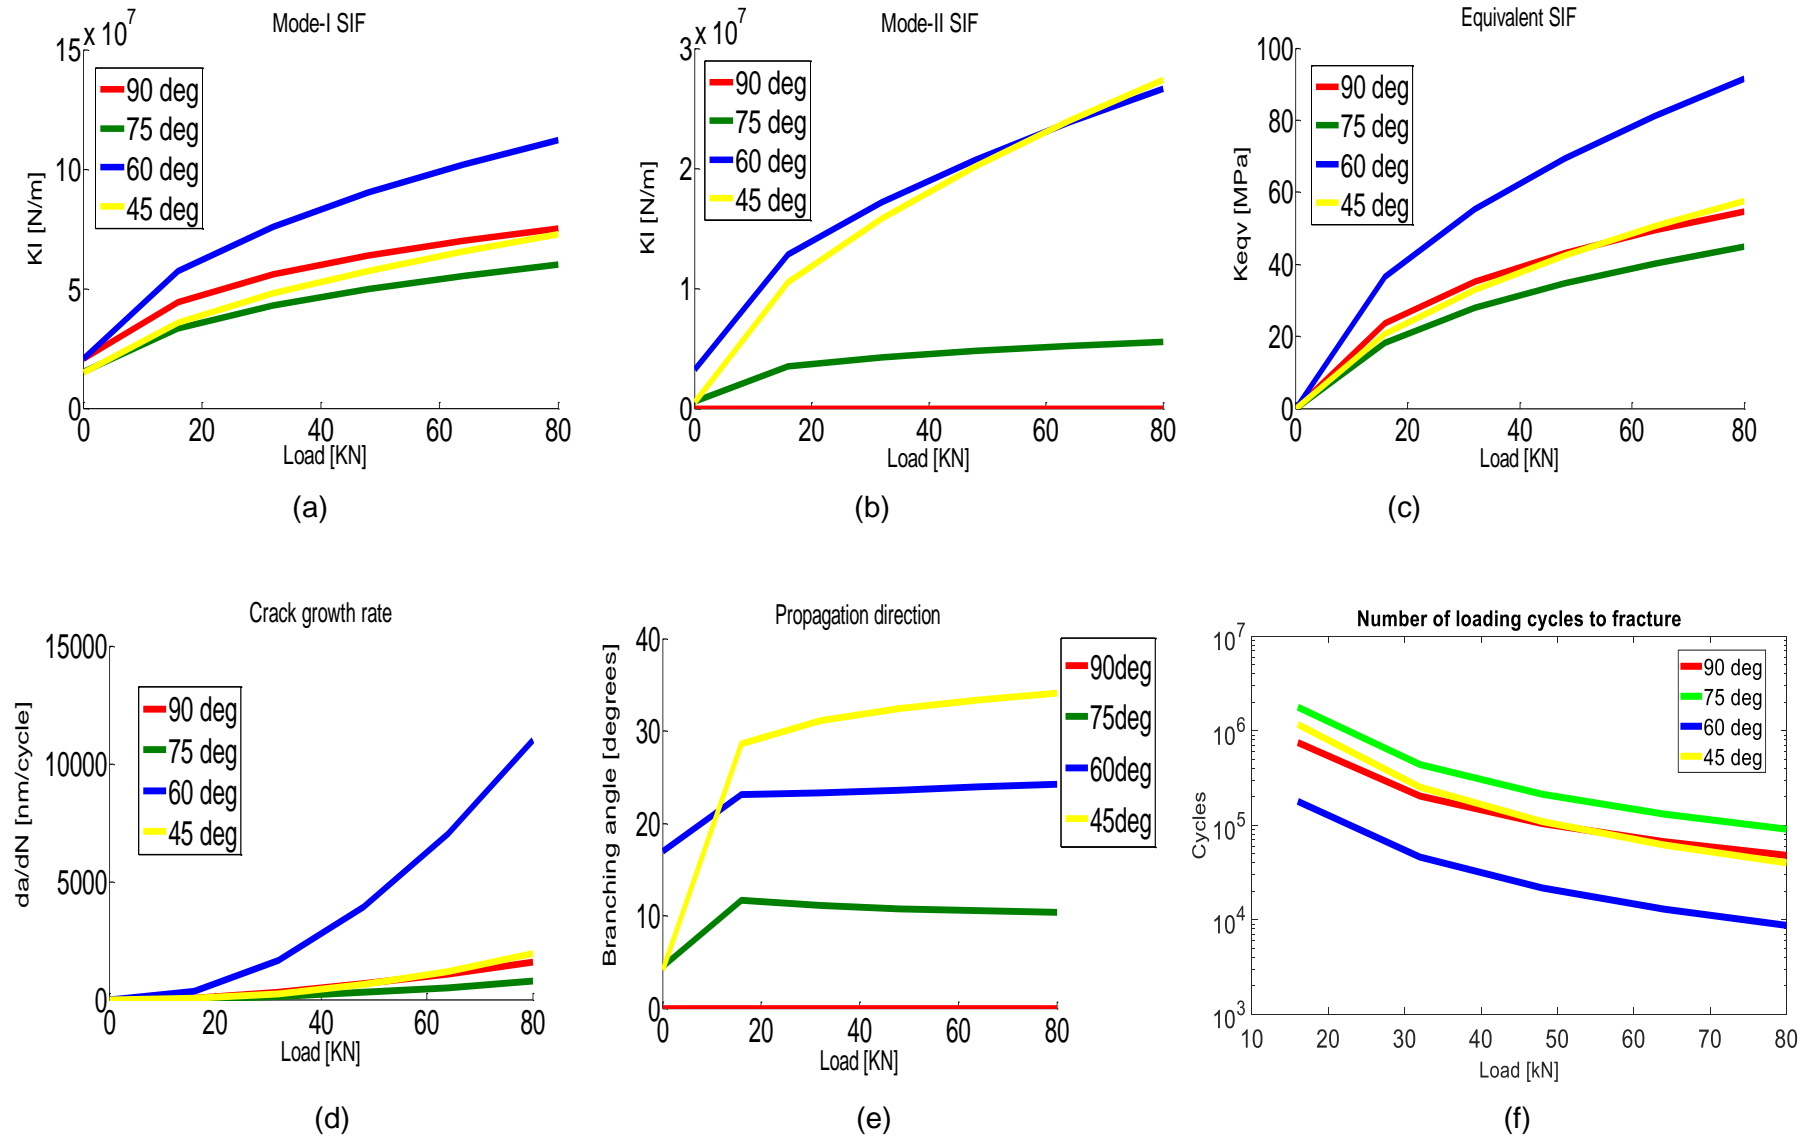 Mode-I SIF
x 10^7
15
10
5
0
0 20 40 60 80
KI [N/m]
Load [KN]
90 deg
75 deg
60 deg
45 deg
(a)
Mode-II SIF
x 10^7
3
2
1
0
0 20 40 60 80
KI [N/m]
Load [KN]
90 deg
75 deg
60 deg
45 deg
(b)
Equivalent SIF
100
80
60
40
20
0
0 20 40 60 80
Keqv [MPa]
Load [KN]
90 deg
75 deg
60 deg
45 deg
(c)
Crack growth rate
15000
10000
5000
0
0 20 40 60 80
da/dN [nm/cycle]
Load [KN]
90 deg
75 deg
60 deg
45 deg
(d)
Propagation direction
40
30
20
10
0
0 20 40 60 80
Branching angle [degrees]
Load [KN]
90deg
75deg
60deg
45deg
(e)
Number of loading cycles to fracture
10^7
10^6
10^5
10^4
10^3
10 20 30 40 50 60 70 80
Cycles
Load [kN]
90 deg
75 deg
60 deg
45 deg
(f)